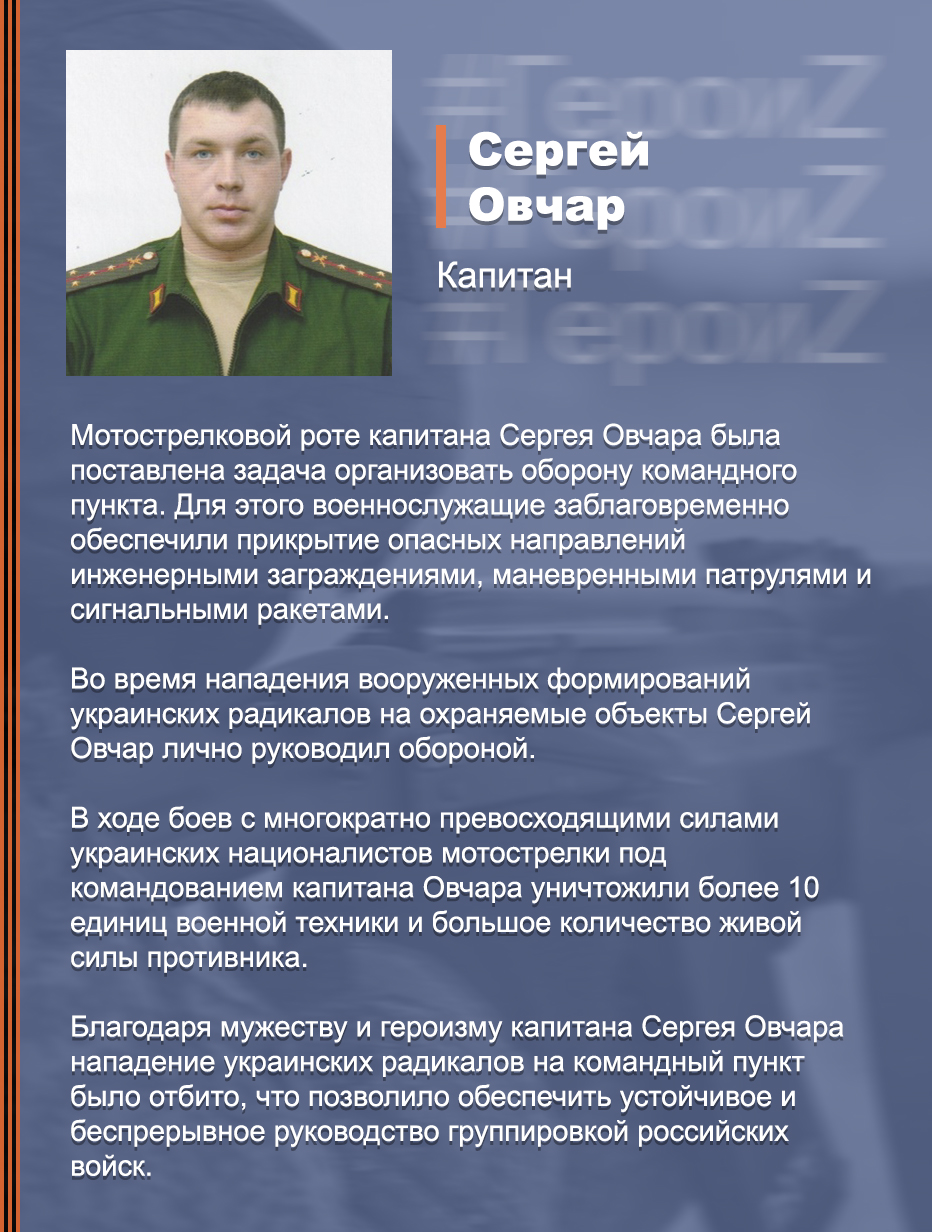 #ГероиZ
#ГероиZ
#ГероиZ
Сергей
Овчар
Капитан
Мотострелковой роте капитана Сергея Овчара была
поставлена задача организовать оборону командного
пункта. Для этого военнослужащие заблаговременно
обеспечили прикрытие опасных направлений
инженерными заграждениями, маневренными патрулями и
сигнальными ракетами.
Во время нападения вооруженных формирований
украинских радикалов на охраняемые объекты Сергей
Овчар лично руководил обороной.
В ходе боев с многократно превосходящими силами
украинских националистов мотострелки под
командованием капитана Овчара уничтожили более 10
единиц военной техники и большое количество живой
силы противника.
Благодаря мужеству и героизму капитана Сергея Овчара
нападение украинских радикалов на командный пункт
было отбито, что позволило обеспечить устойчивое и
беспрерывное руководство группировкой российских
войск.